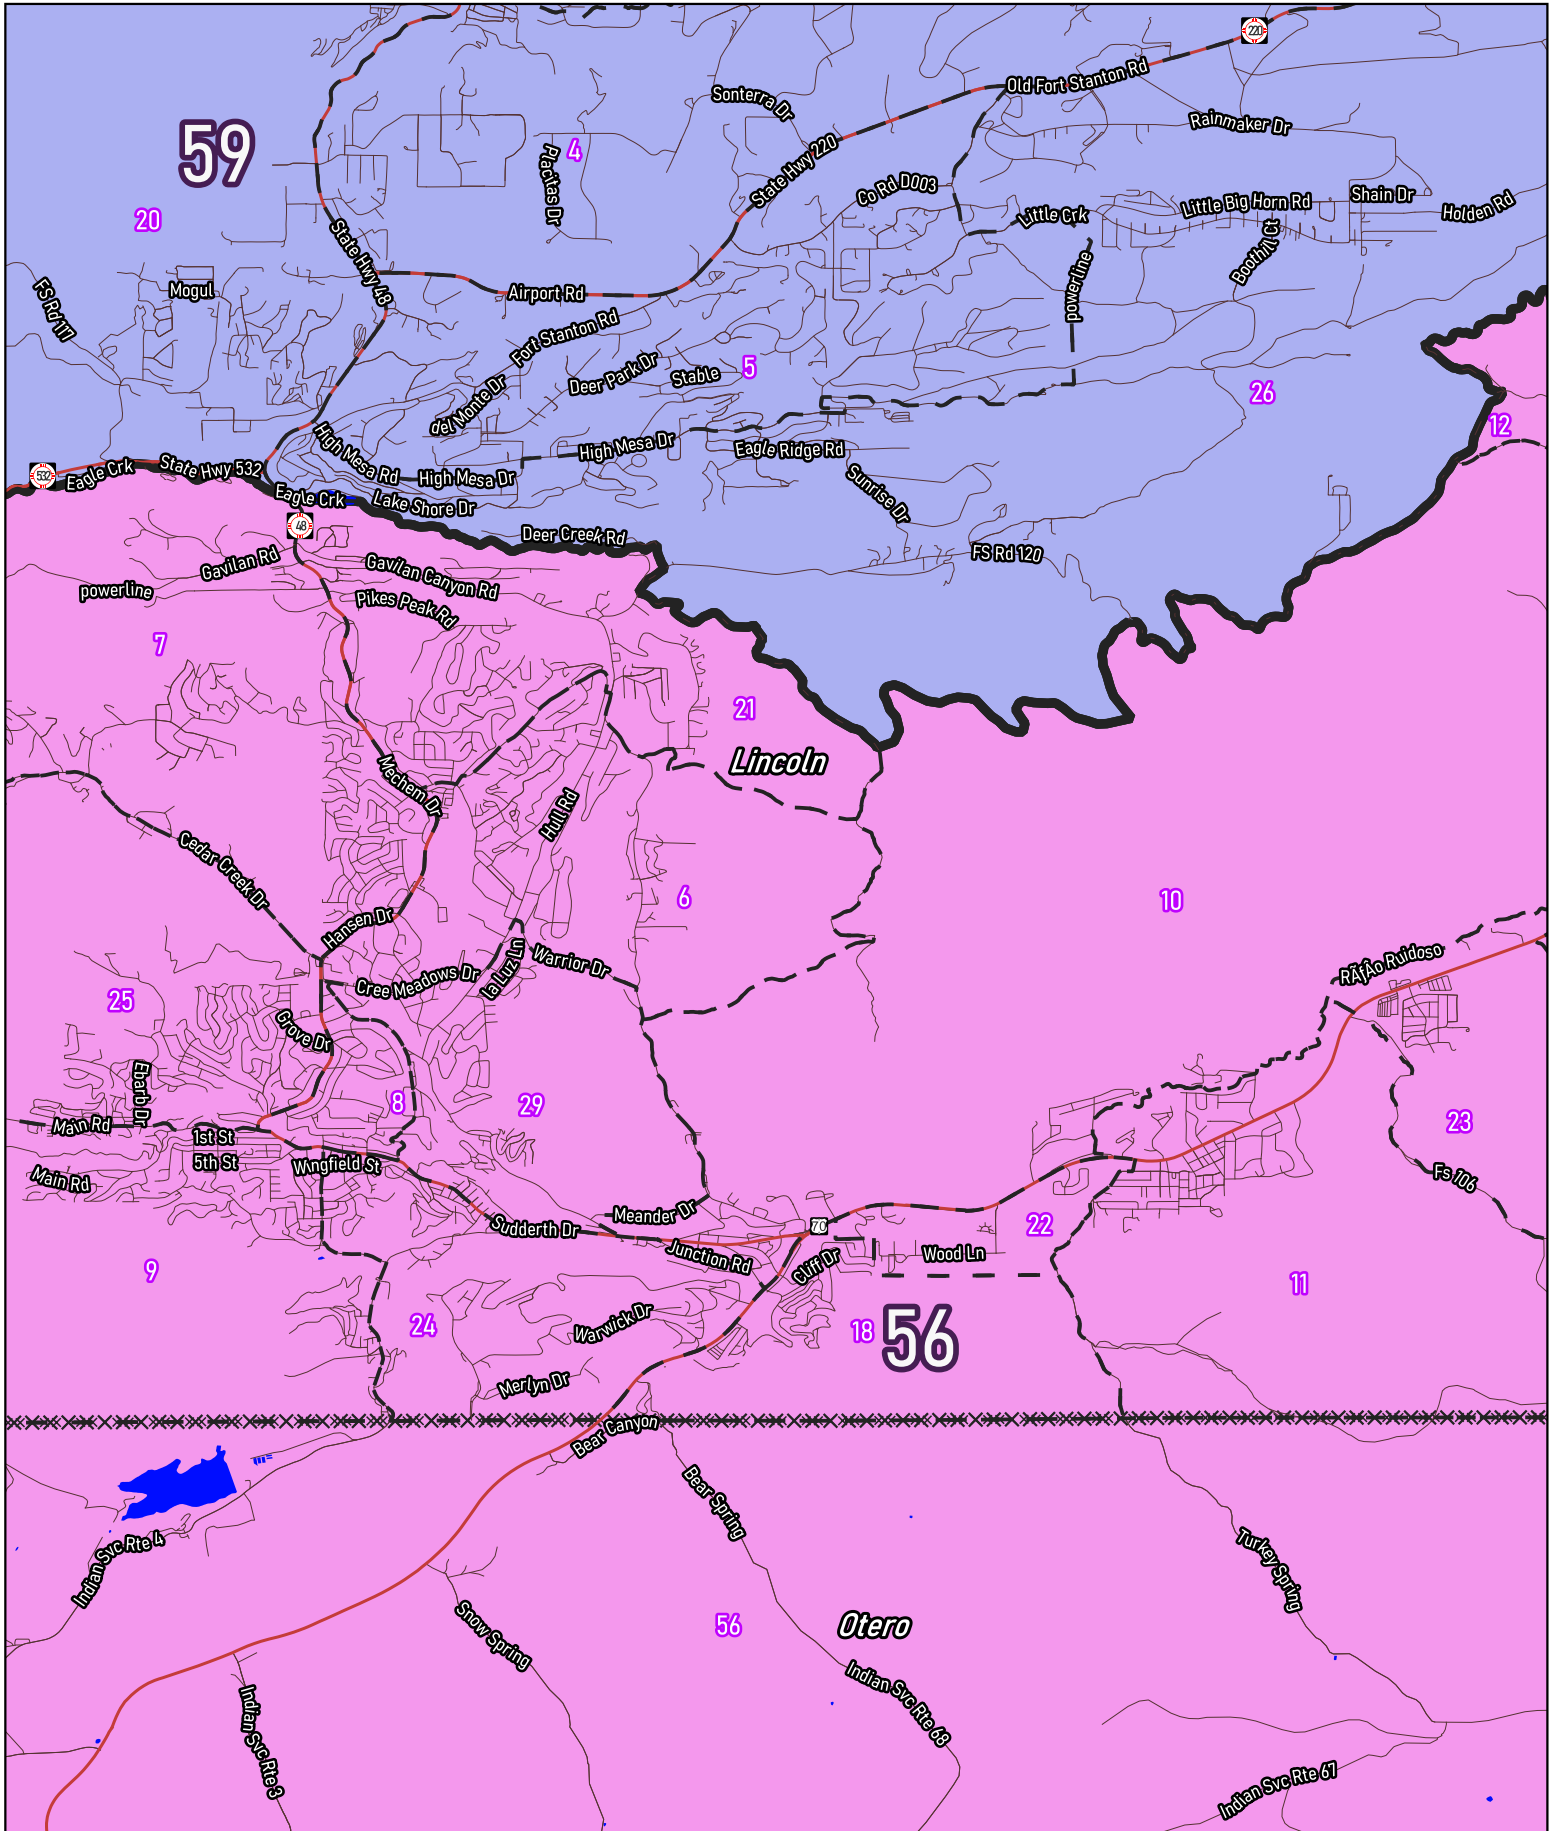 220
Old Fort Stanton Rd
Sonterra Dr
Rainmaker Dr
59
4
State Hwy 220
Placitas Dr
Co Rd D003
Shain Dr
Little Big Horn Rd
Holden Rd
20
Little Crk
State Hwy 48
Boothill Ct
powerline
Mogul
Airport Rd
FS Rd 117
Fort Stanton Rd
Deer Park Dr
5
Stable
26
del Monte Dr
12
High Mesa Rd
High Mesa Dr
Eagle Ridge Rd
532
Eagle Crk
State Hwy 532
High Mesa Dr
Sunrise Dr
Eagle Crk
Lake Shore Dr
48
Deer Creek Rd
FS Rd 120
Gavilan Rd
Gavilan Canyon Rd
powerline
Pikes Peak Rd
7
21
Lincoln
Mechem Dr
Hull Rd
Cedar Creek Dr
6
10
Hansen Dr
RÃƒÂo Ruidoso
Warrior Dr
Cree Meadows Dr
la Luz Ln
25
Grove Dr
Ebarb Dr
8
29
23
Main Rd
1st St
5th St
Wingfield St
Main Rd
Fs 106
Meander Dr
Sudderth Dr
70
22
Junction Rd
Wood Ln
Cliff Dr
9
11
24
Warwick Dr
18
56
Merlyn Dr
Bear Canyon
Bear Spring
Indian Svc Rte 4
Turkey Spring
Snow Spring
56
Otero
Indian Svc Rte 68
Indian Svc Rte 3
Indian Svc Rte 67